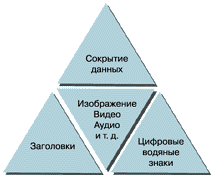 Сокрытие
данных
Изображение
Видео
Аудио
и т. д.
Заголовки
Цифровые
водяные
знаки